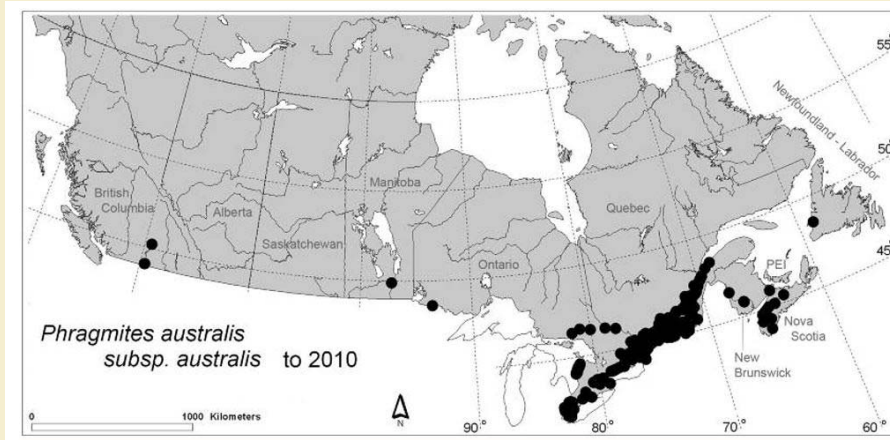 55
Newfoundland - Labrador
50
British
Columbia
Alberta
Saskatchewan
Manitoba
Ontario
Quebec
45
PEI
Nova
Scotia
New
Brunswick
Phragmites australis
subsp. australis to 2010
0 1000 Kilometers
N
90°
80°
70°
60°